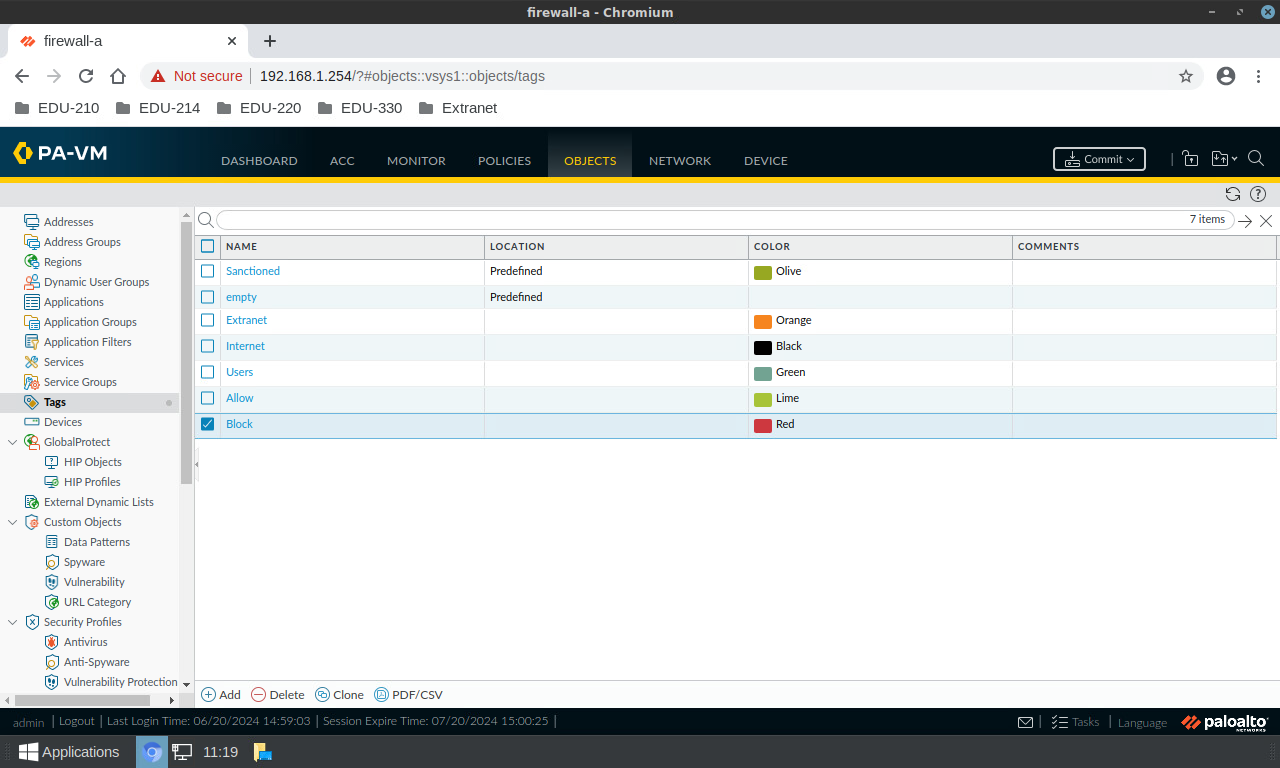 firewall-a - Chromium
firewall-a
Not secure 192.168.1.254/?#objects::vsys1::objects/tags
EDU-210 EDU-214 EDU-220 EDU-330 Extranet
PA-VM DASHBOARD ACC MONITOR POLICIES OBJECTS NETWORK DEVICE Commit
Addresses
Address Groups
Regions
Dynamic User Groups
Applications
Application Groups
Application Filters
Services
Service Groups
Tags
Devices
GlobalProtect
HIP Objects
HIP Profiles
External Dynamic Lists
Custom Objects
Data Patterns
Spyware
Vulnerability
URL Category
Security Profiles
Antivirus
Anti-Spyware
Vulnerability Protection
7 items
NAME LOCATION COLOR COMMENTS
Sanctioned Predefined Olive
empty Predefined
Extranet Orange
Internet Black
Users Green
Allow Lime
Block Red
Add Delete Clone PDF/CSV
admin | Logout | Last Login Time: 06/20/2024 14:59:03 | Session Expire Time: 07/20/2024 15:00:25 |
| Tasks | Language paloalto NETWORKS
Applications 11:19